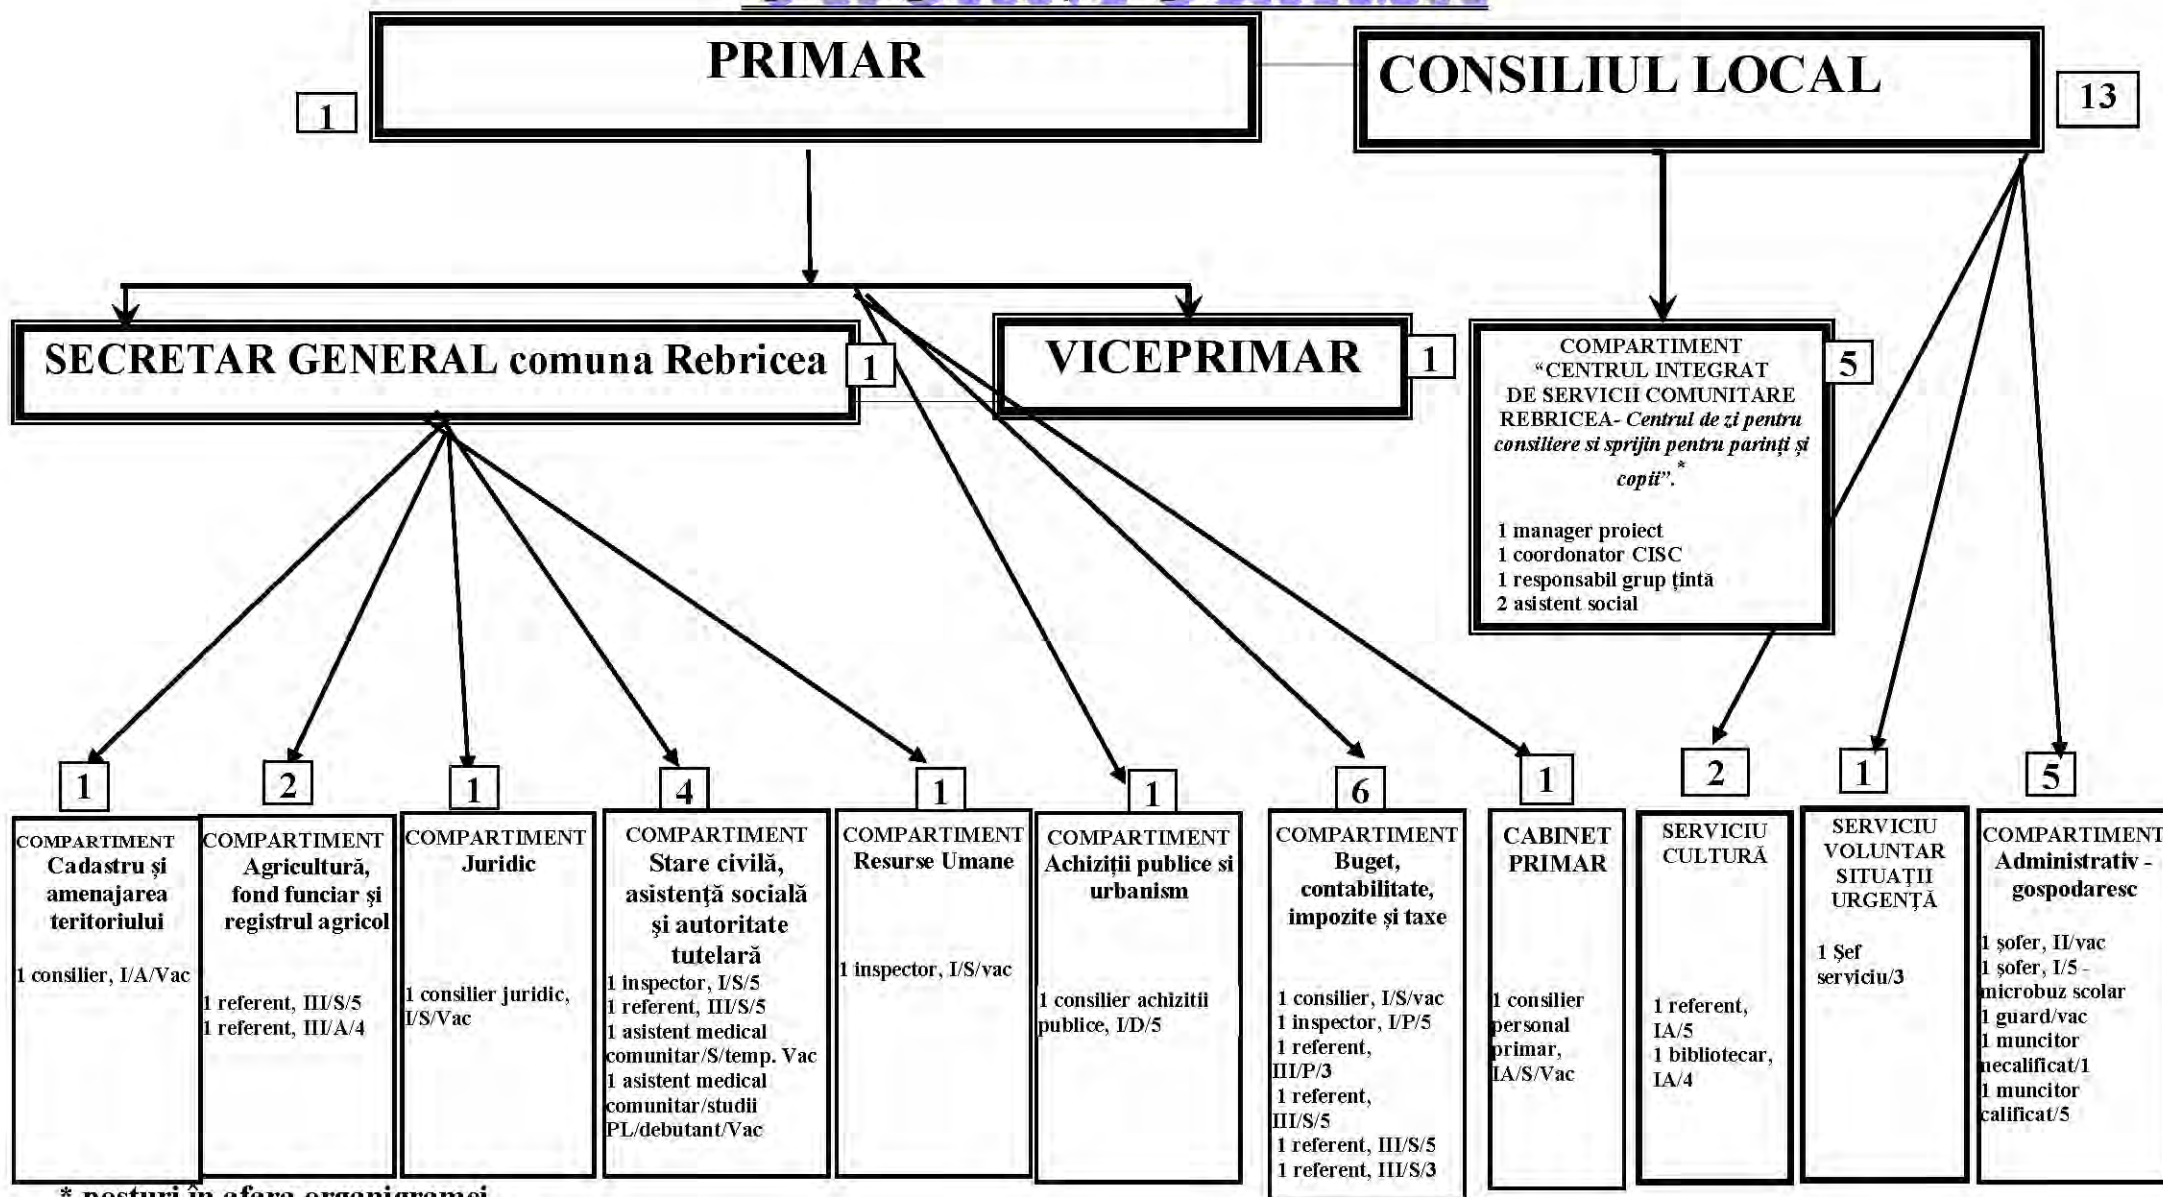 PRIMAR
1
CONSILIUL LOCAL
13
SECRETAR GENERAL comuna Rebricea
1
VICEPRIMAR
1
COMPARTIMENT
“CENTRUL INTEGRAT
DE SERVICII COMUNITARE
REBRICEA- Centrul de zi pentru
consiliere si sprijin pentru parinți și
copii”.*
1 manager proiect
1 coordonator CISC
1 responsabil grup țintă
2 asistent social
5
1
COMPARTIMENT
Cadastru și
amenajarea
teritoriului
1 consilier, I/A/Vac
2
COMPARTIMENT
Agricultură,
fond funciar şi
registrul agricol
1 referent, III/S/5
1 referent, III/A/4
1
COMPARTIMENT
Juridic
1 consilier juridic,
I/S/Vac
4
COMPARTIMENT
Stare civilă,
asistenţă socială
şi autoritate
tutelară
1 inspector, I/S/5
1 referent, III/S/5
1 asistent medical
comunitar/S/temp. Vac
1 asistent medical
comunitar/studii
PL/debutant/Vac
1
COMPARTIMENT
Resurse Umane
1 inspector, I/S/vac
1
COMPARTIMENT
Achiziții publice si
urbanism
1 consilier achizitii
publice, I/D/5
6
COMPARTIMENT
Buget,
contabilitate,
impozite și taxe
1 consilier, I/S/vac
1 inspector, I/P/5
1 referent,
III/P/3
1 referent,
III/S/5
1 referent, III/S/5
1 referent, III/S/3
1
CABINET
PRIMAR
1 consilier
personal
primar,
IA/S/Vac
2
SERVICIU
CULTURĂ
1 referent,
IA/5
1 bibliotecar,
IA/4
1
SERVICIU
VOLUNTAR
SITUAŢII
URGENŢĂ
1 Şef
serviciu/3
5
COMPARTIMENT
Administrativ -
gospodaresc
1 şofer, II/vac
1 şofer, I/5 -
microbuz scolar
1 guard/vac
1 muncitor
necalificat/1
1 muncitor
calificat/5
* posturi în afara organigramei